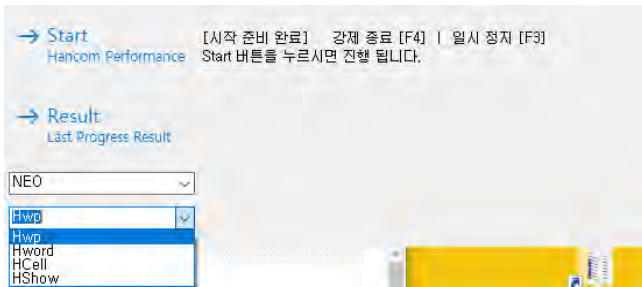 Start
Hancom Performance
[시작 준비 완료] 강제 종료 [F4] | 일시 정지 [F3]
Start 버튼을 누르시면 진행 됩니다.
Result
Last Progress Result
NEO
Hwp
Hwp
Hword
HCell
HShow